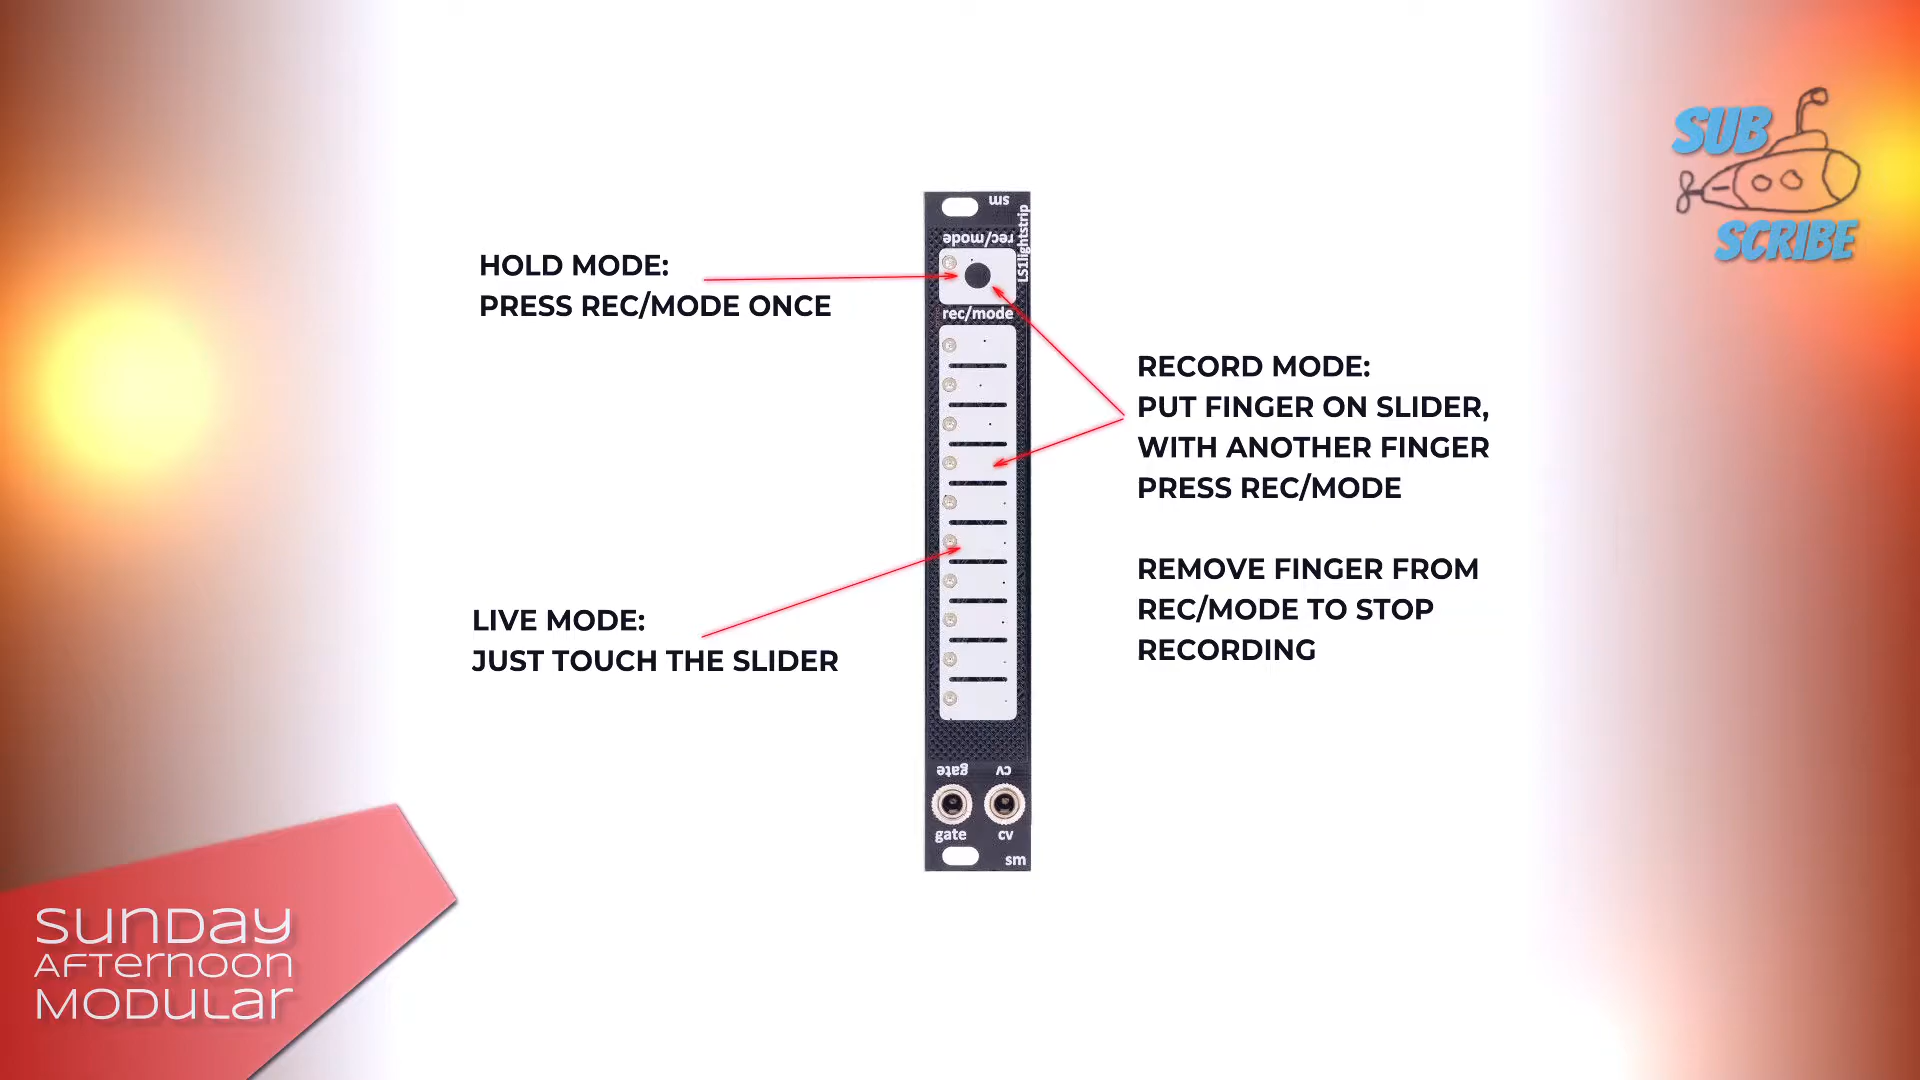 SUB
SCRIBE
HOLD MODE:
PRESS REC/MODE ONCE
RECORD MODE:
PUT FINGER ON SLIDER,
WITH ANOTHER FINGER
PRESS REC/MODE
REMOVE FINGER FROM
REC/MODE TO STOP
RECORDING
LIVE MODE:
JUST TOUCH THE SLIDER
sm
rec/mode
LS1lightstrip
rec/mode
gate cv
gate cv
sm
Sunday
Afternoon
Modular